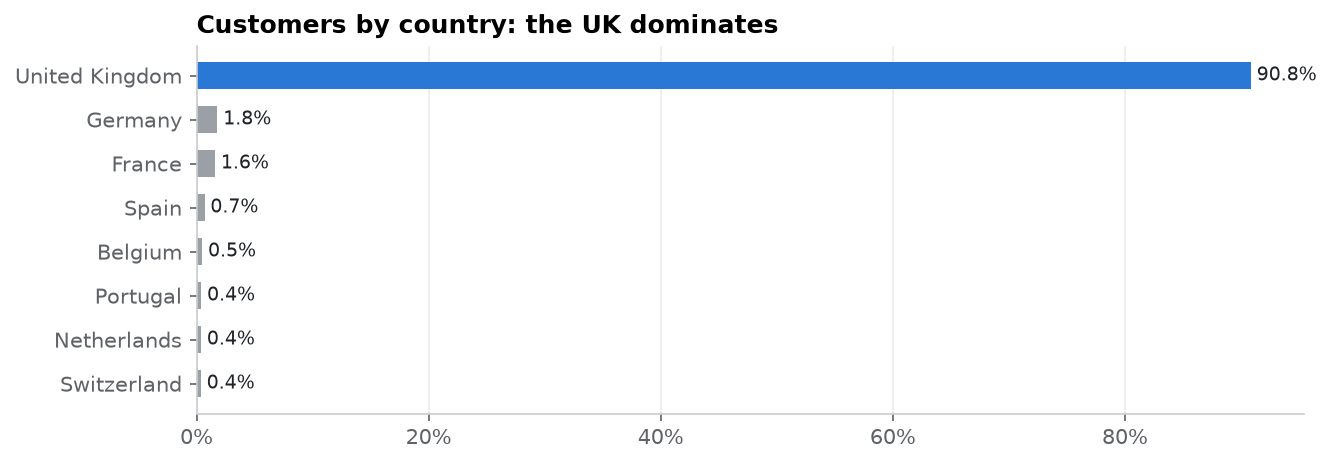 Customers by country: the UK dominates
United Kingdom 90.8%
Germany 1.8%
France 1.6%
Spain 0.7%
Belgium 0.5%
Portugal 0.4%
Netherlands 0.4%
Switzerland 0.4%
0% 20% 40% 60% 80%